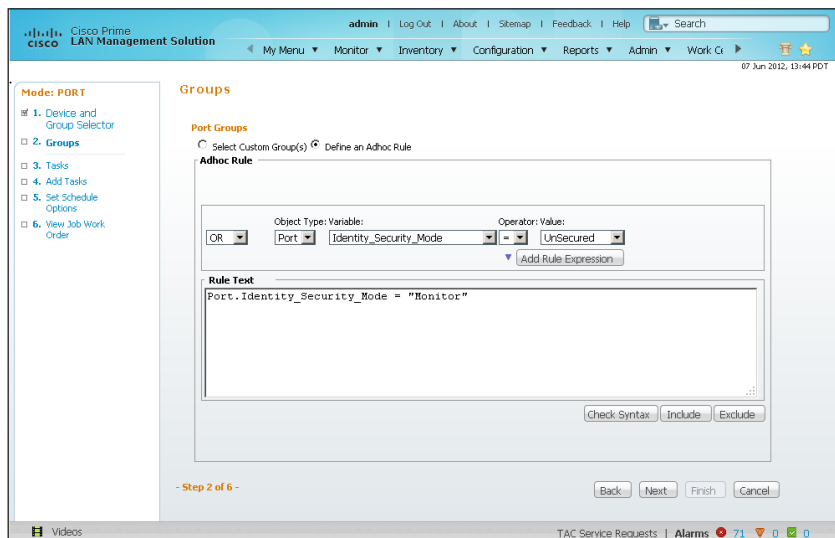 admin | Log Out | About | Sitemap | Feedback | Help Search
cisco Cisco Prime
LAN Management Solution
My Menu Monitor Inventory Configuration Reports Admin Work Ce
07 Jun 2012, 13:44 PDT
Mode: PORT
1. Device and
Group Selector
2. Groups
3. Tasks
4. Add Tasks
5. Set Schedule
Options
6. View Job Work
Order
Groups
Port Groups
Select Custom Group(s) Define an Adhoc Rule
Adhoc Rule
Object Type: Variable: Operator: Value:
OR Port Identity_Security_Mode = UnSecured
Add Rule Expression
Rule Text
Port.Identity_Security_Mode = "Monitor"
Check Syntax Include Exclude
- Step 2 of 6 -
Back Next Finish Cancel
Videos
TAC Service Requests | Alarms 71 0 0